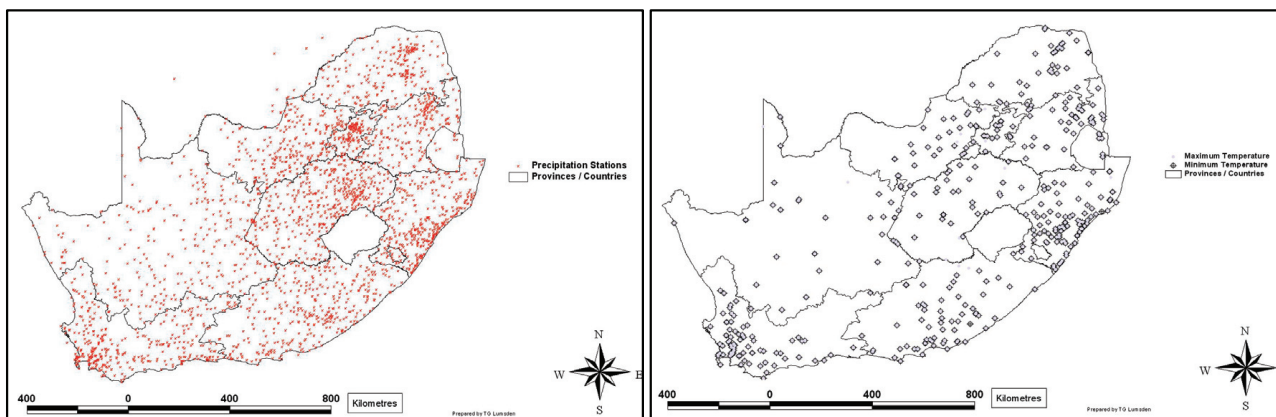 Precipitation Stations
Provinces / Countries
N
W E
S
400 0 400 800
Kilometres
Prepared by TG Lumsden
Maximum Temperature
Minimum Temperature
Provinces / Countries
N
W E
S
400 0 400 800
Kilometres
Prepared by TG Lumsden